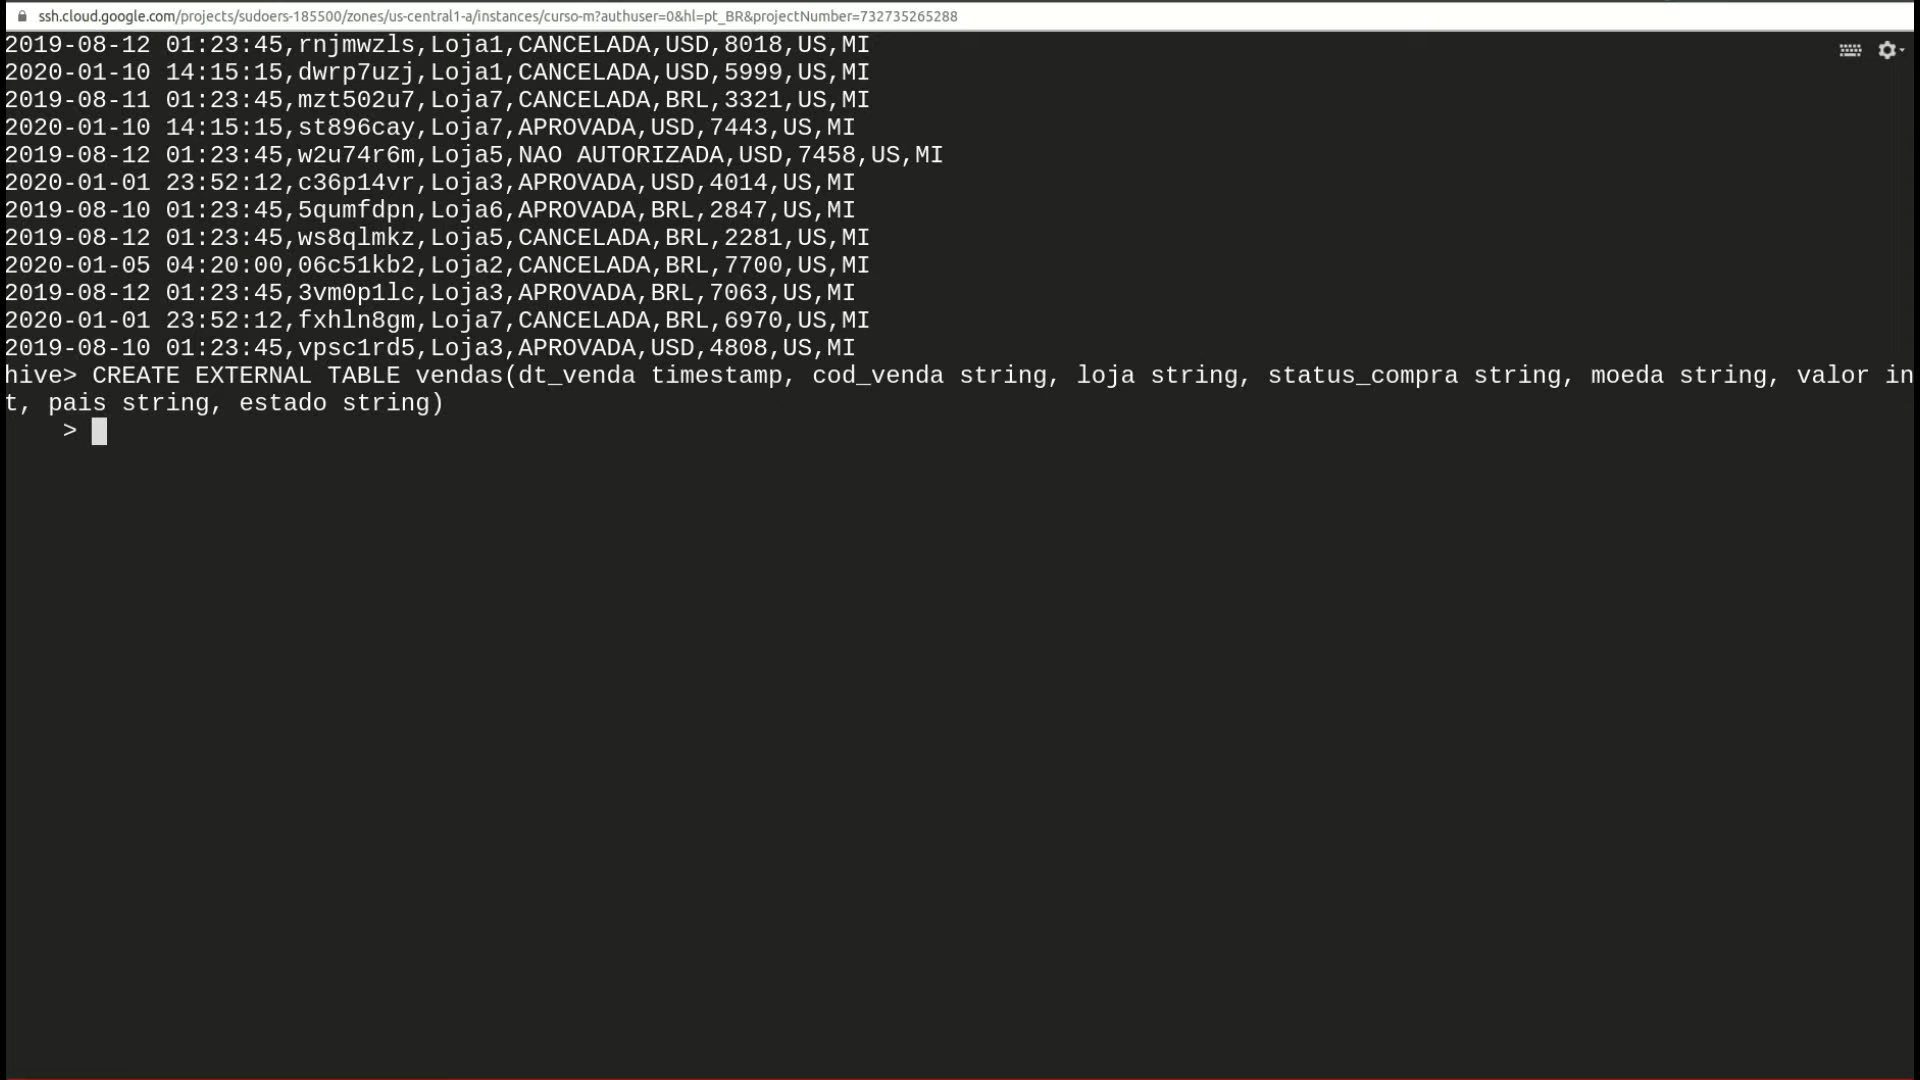 ssh.cloud.google.com/projects/sudoers-185500/zones/us-central1-a/instances/curso-m?authuser=0&hl=pt_BR&projectNumber=732735265288
2019-08-12 01:23:45,rnjmwzls,Loja1,CANCELADA,USD,8018,US,MI
2020-01-10 14:15:15,dwrp7uzj,Loja1,CANCELADA,USD,5999,US,MI
2019-08-11 01:23:45,mzt502u7,Loja7,CANCELADA,BRL,3321,US,MI
2020-01-10 14:15:15,st896cay,Loja7,APROVADA,USD,7443,US,MI
2019-08-12 01:23:45,w2u74r6m,Loja5,NAO AUTORIZADA,USD,7458,US,MI
2020-01-01 23:52:12,c36p14vr,Loja3,APROVADA,USD,4014,US,MI
2019-08-10 01:23:45,5qumfdpn,Loja6,APROVADA,BRL,2847,US,MI
2019-08-12 01:23:45,ws8qlmkz,Loja5,CANCELADA,BRL,2281,US,MI
2020-01-05 04:20:00,06c51kb2,Loja2,CANCELADA,BRL,7700,US,MI
2019-08-12 01:23:45,3vm0p1lc,Loja3,APROVADA,BRL,7063,US,MI
2020-01-01 23:52:12,fxhln8gm,Loja7,CANCELADA,BRL,6970,US,MI
2019-08-10 01:23:45,vpsc1rd5,Loja3,APROVADA,USD,4808,US,MI
hive> CREATE EXTERNAL TABLE vendas(dt_venda timestamp, cod_venda string, loja string, status_compra string, moeda string, valor in
t, pais string, estado string)
>